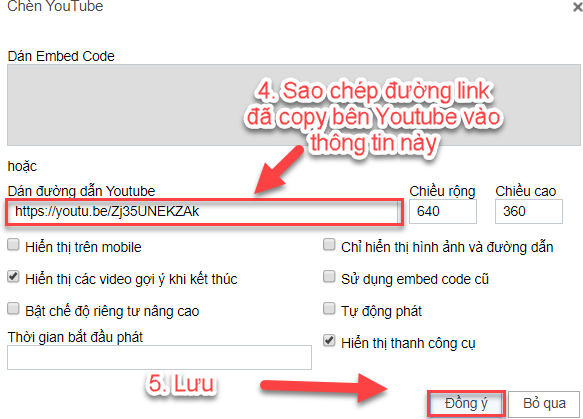 Chèn YouTube
Dán Embed Code
4. Sao chép đường link
đã copy bên Youtube vào
thông tin này
hoặc
Dán đường dẫn Youtube
Chiều rộng
Chiều cao
https://youtu.be/Zj35UNEKZAk
640
360
Hiển thị trên mobile
Chỉ hiển thị hình ảnh và đường dẫn
Hiển thị các video gợi ý khi kết thúc
Sử dụng embed code cũ
Bật chế độ riêng tư nâng cao
Tự động phát
Thời gian bắt đầu phát
Hiển thị thanh công cụ
5. Lưu
Đồng ý
Bỏ qua